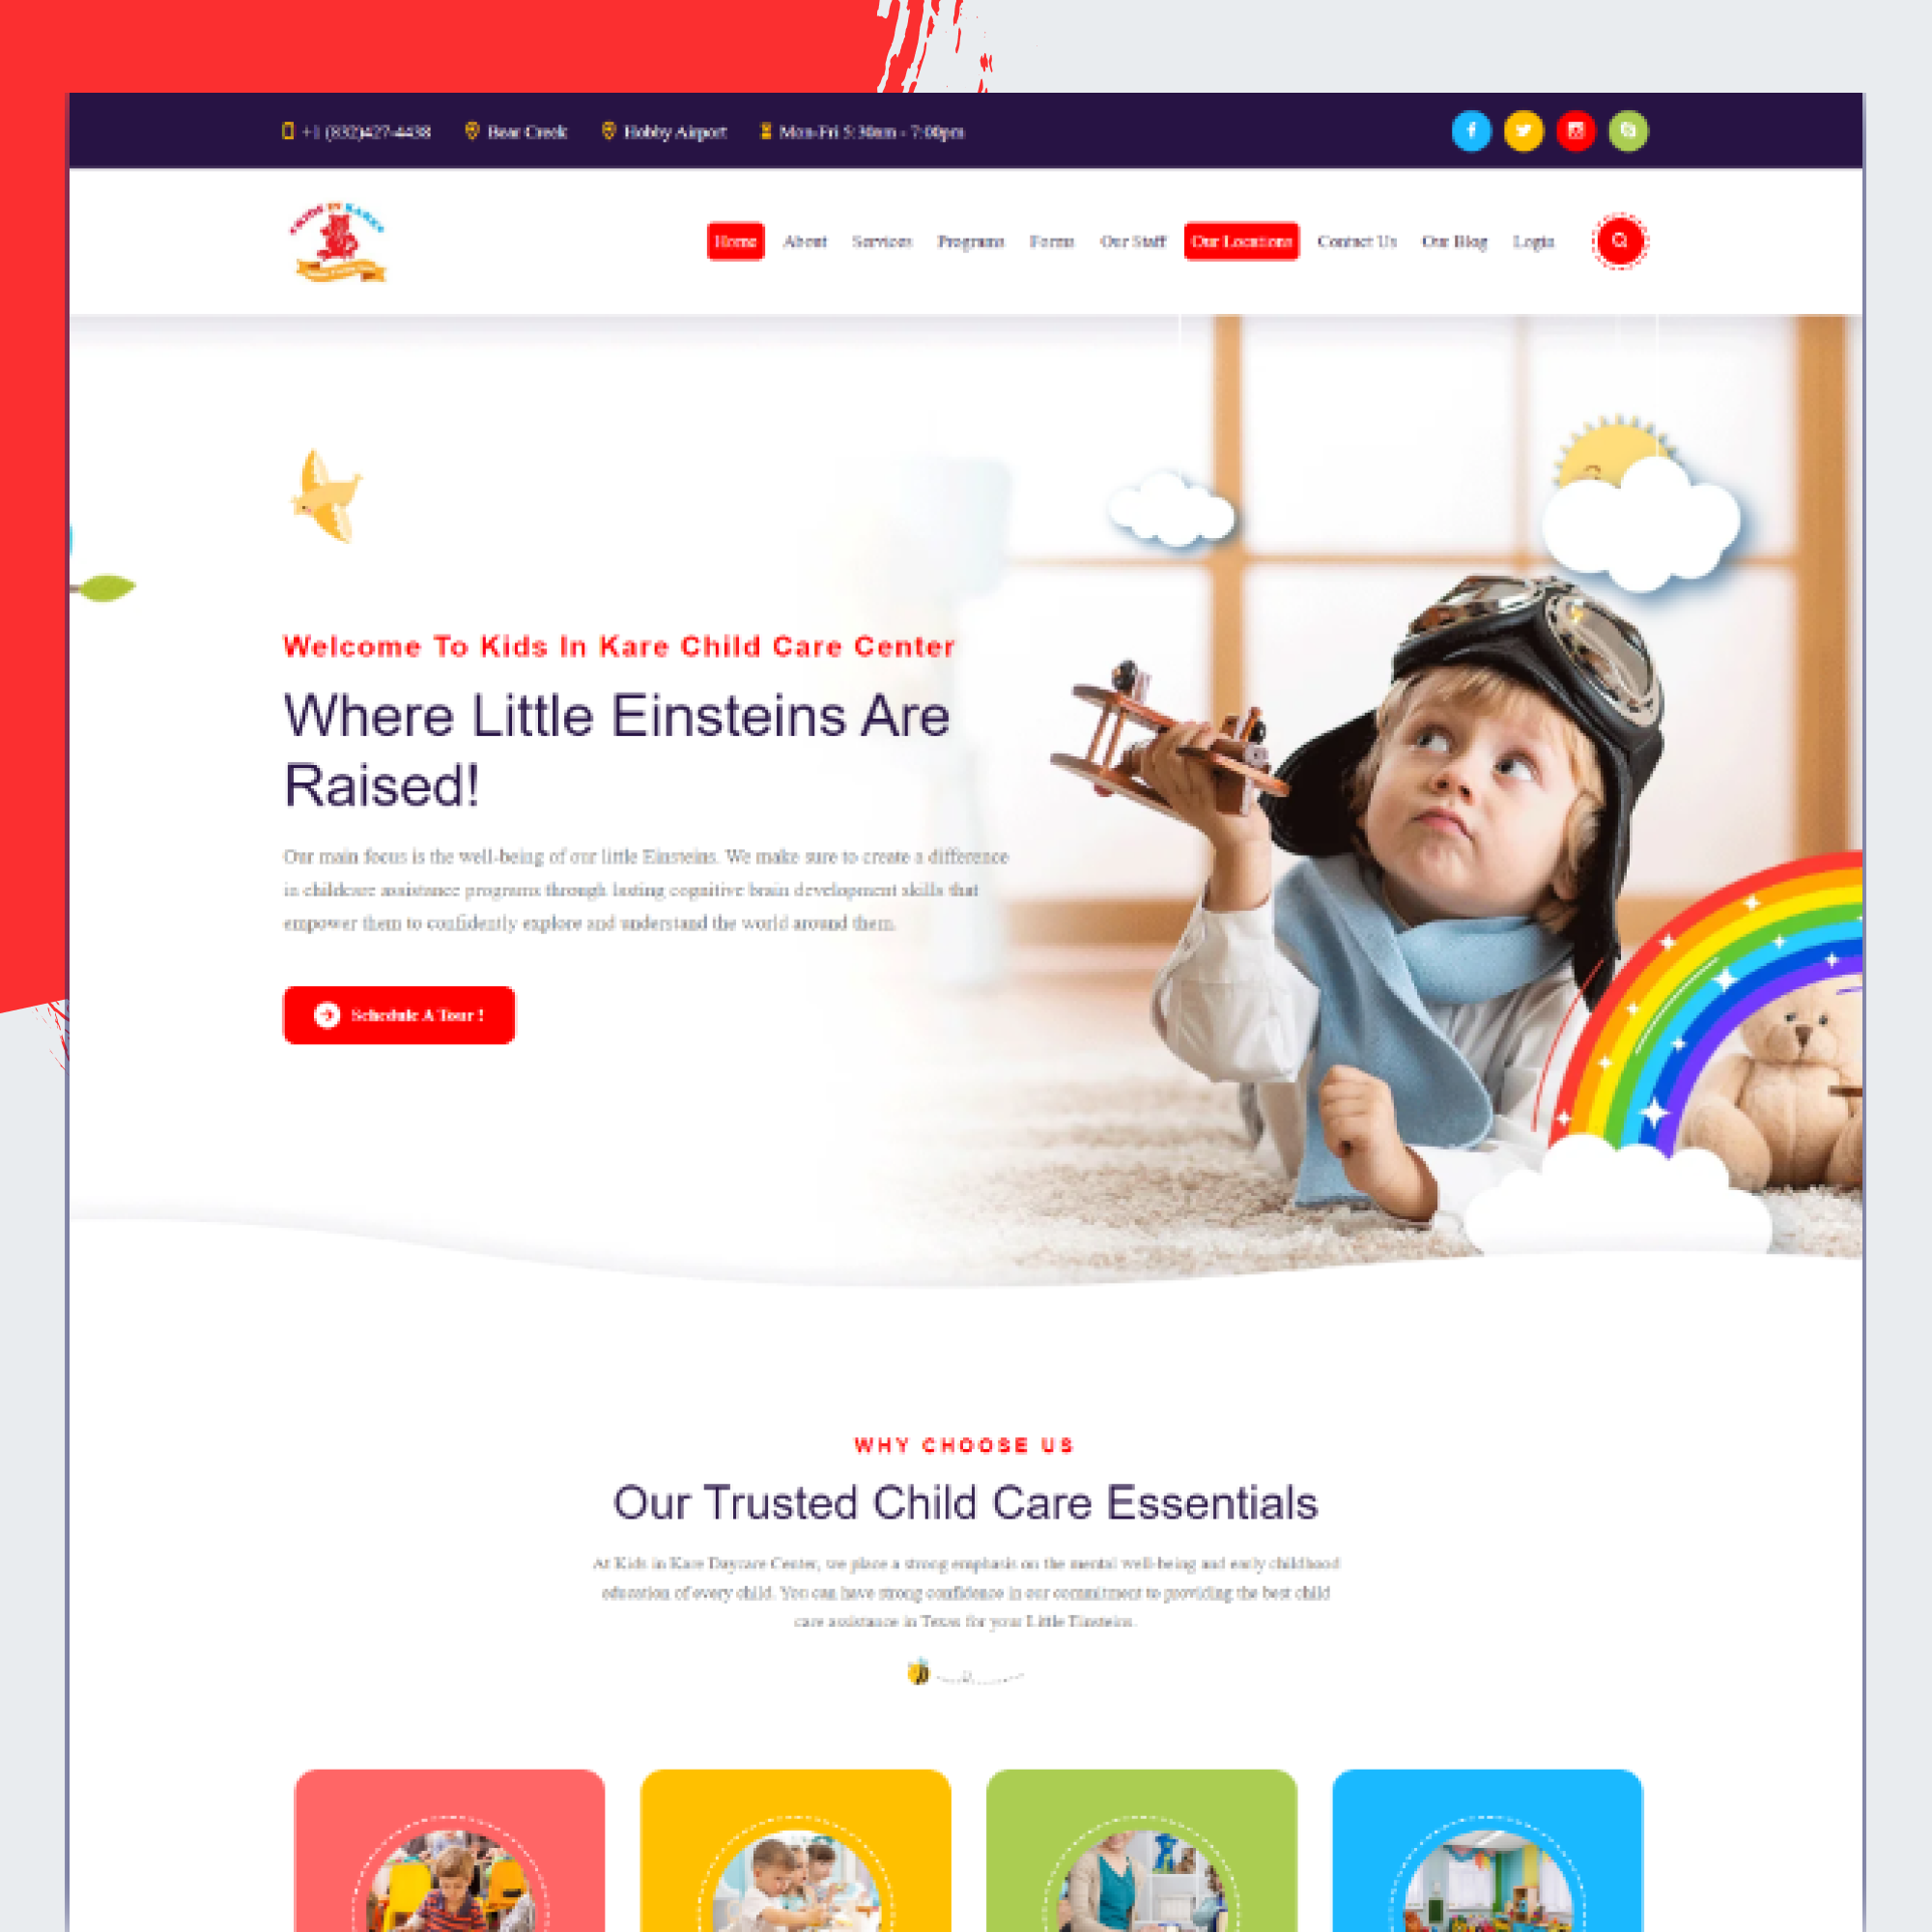 +1 (832)427-4438 Bear Creek Hobby Airport Mon-Fri 5:30am - 7:00pm
KIDS IN KARE
Home About Services Programs Forms Our Staff Our Locations Contact Us Our Blog Login
Welcome To Kids In Kare Child Care Center
Where Little Einsteins Are
Raised!
Our main focus is the well-being of our little Einsteins. We make sure to create a difference
in childcare assistance programs through lasting cognitive brain development skills that
empower them to confidently explore and understand the world around them.
Schedule A Tour !
WHY CHOOSE US
Our Trusted Child Care Essentials
At Kids in Kare Daycare Center, we place a strong emphasis on the mental well-being and early childhood
education of every child. You can have strong confidence in our commitment to providing the best child
care assistance in Texas for your Little Einsteins.